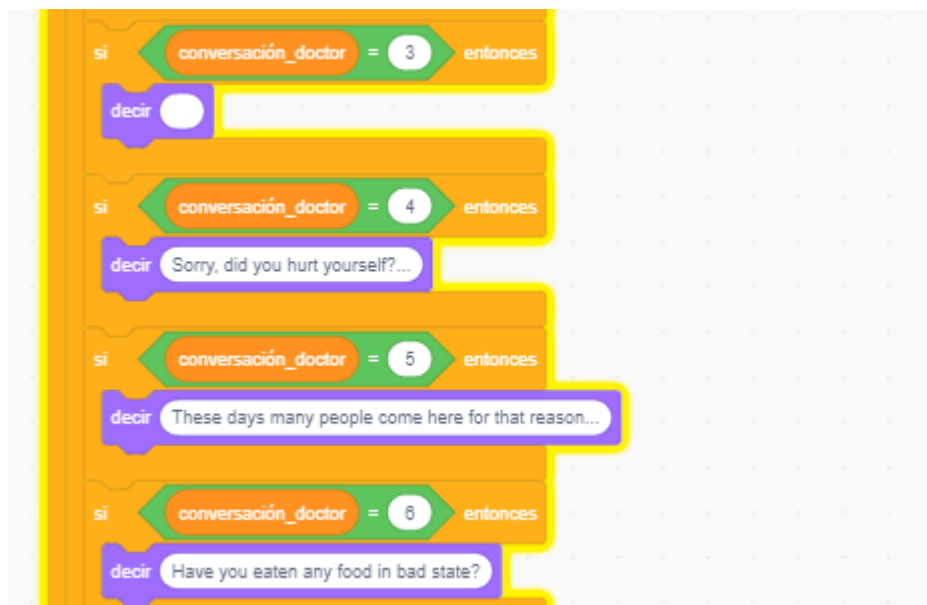 si conversación_doctor = 3 entonces
decir
si conversación_doctor = 4 entonces
decir Sorry, did you hurt yourself?...
si conversación_doctor = 5 entonces
decir These days many people come here for that reason...
si conversación_doctor = 6 entonces
decir Have you eaten any food in bad state?